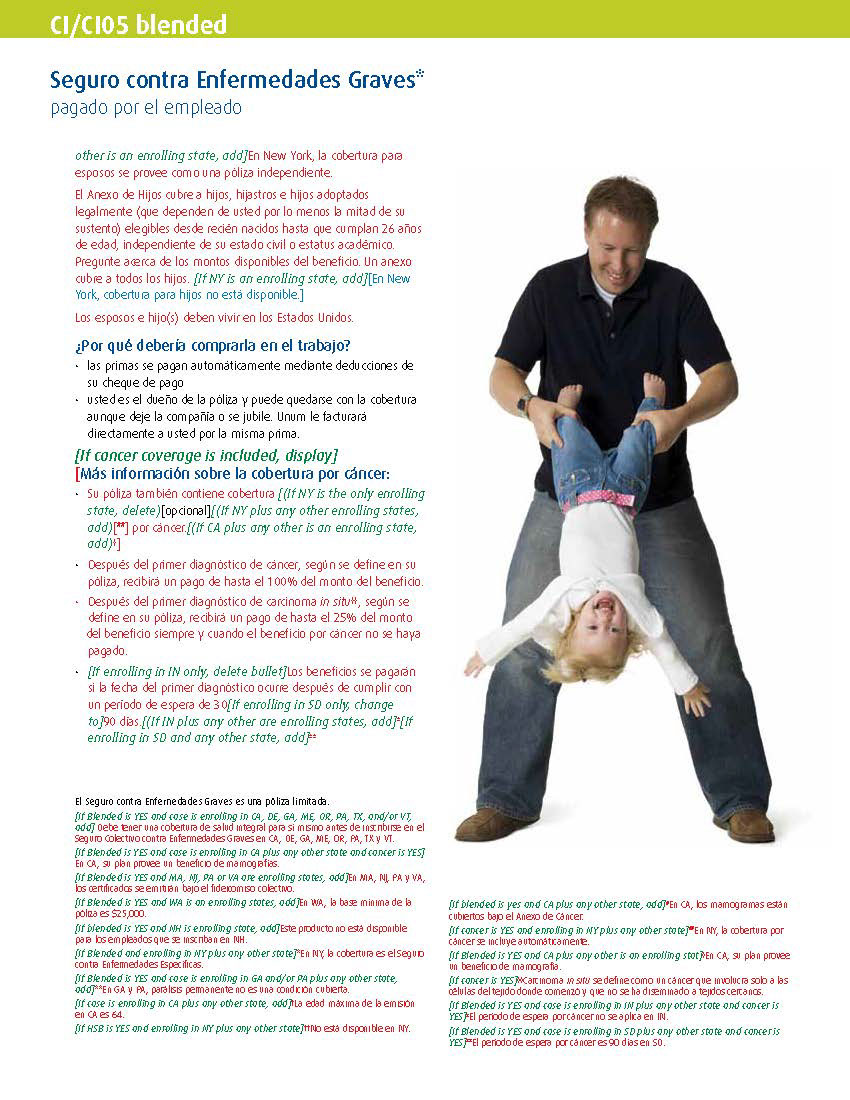 CI/CI05 blended
Seguro contra Enfermedades Graves*
pagado por el empleado
other is an enrolling state, add]En New York, la cobertura para
esposos se provee como una póliza independiente.
El Anexo de Hijos cubre a hijos, hijastros e hijos adoptados
legalmente (que dependen de usted por lo menos la mitad de su
sustento) elegibles desde recién nacidos hasta que cumplan 26 años
de edad, independiente de su estado civil o estatus académico.
Pregunte acerca de los montos disponibles del beneficio. Un anexo
cubre a todos los hijos. [If NY is an enrolling state, add][En New
York, cobertura para hijos no está disponible.]
Los esposos e hijo(s) deben vivir en los Estados Unidos.
¿Por qué debería comprarla en el trabajo?
• las primas se pagan automáticamente mediante deducciones de
su cheque de pago
• usted es el dueño de la póliza y puede quedarse con la cobertura
aunque deje la compañía o se jubile. Unum le facturará
directamente a usted por la misma prima.
[If cancer coverage is included, display]
[Más información sobre la cobertura por cáncer:
• Su póliza también contiene cobertura [(If NY is the only enrolling
state, delete)[opcional][(If NY plus any other enrolling states,
add)[##] por cáncer.[(If CA plus any other is an enrolling state,
add)§]
• Después del primer diagnóstico de cáncer, según se define en su
póliza, recibirá un pago de hasta el 100% del monto del beneficio.
• Después del primer diagnóstico de carcinoma in situ§§, según se
define en su póliza, recibirá un pago de hasta el 25% del monto
del beneficio siempre y cuando el beneficio por cáncer no se haya
pagado.
• [If enrolling in IN only, delete bullet]Los beneficios se pagarán
si la fecha del primer diagnóstico ocurre después de cumplir con
un período de espera de 30[If enrolling in SD only, change
to]90 días.[(If IN plus any other are enrolling states, add]±[If
enrolling in SD and any other state, add]±±
El Seguro contra Enfermedades Graves es una póliza limitada.
[If Blended is YES and case is enrolling in CA, DE, GA, ME, OR, PA, TX, and/or VT,
add] Debe tener una cobertura de salud integral para sí mismo antes de inscribirse en el
Seguro Colectivo contra Enfermedades Graves en CA, DE, GA, ME, OR, PA, TX y VT.
[If Blended is YES and case is enrolling in CA plus any other state and cancer is YES]
En CA, su plan provee un beneficio de mamografías.
[If Blended is YES and MA, NJ, PA or VA are enrolling states, add]En MA, NJ, PA y VA,
los certificados se emitirán bajo el fideicomiso colectivo.
[If Blended is YES and WA is an enrolling states, add]En WA, la base mínima de la
póliza es $25,000.
[If blended is YES and NH is enrolling state, add]Este producto no está disponible
para los empleados que se inscriban en NH.
[If Blended and enrolling in NY plus any other state]*En NY, la cobertura es el Seguro
contra Enfermedades Específicas.
[If Blended is YES and case is enrolling in GA and/or PA plus any other state,
add]**En GA y PA, parálisis permanente no es una condición cubierta.
[If case is enrolling in CA plus any other state, add]†La edad máxima de la emisión
en CA es 64.
[If HSB is YES and enrolling in NY plus any other state]††No está disponible en NY.
[If blended is yes and CA plus any other state, add]#En CA, los mamogramas están
cubiertos bajo el Anexo de Cáncer.
[If cancer is YES and enrolling in NY plus any other state]##En NY, la cobertura por
cáncer se incluye automáticamente.
[If Blended is YES and CA plus any other is an enrolling stat]§En CA, su plan provee
un beneficio de mamografía.
[If cancer is YES]§§Carcinoma in situ se define como un cáncer que involucra solo a las
células del tejido donde comenzó y que no se ha diseminado a tejidos cercanos.
[If Blended is YES and case is enrolling in IN plus any other state and cancer is
YES]±El período de espera por cáncer no se aplica en IN.
[If Blended is YES and case is enrolling in SD plus any other state and cancer is
YES]±±El período de espera por cáncer es 90 días en SD.